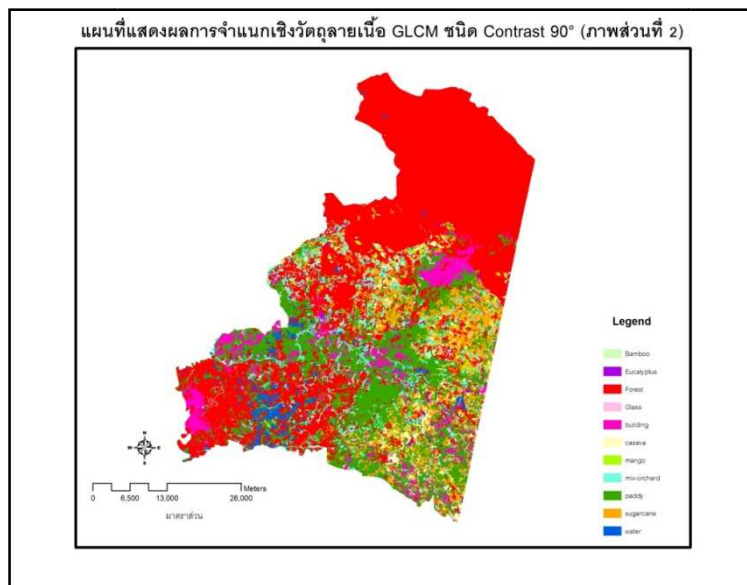 แผนที่แสดงผลการจำแนกเชิงวัตถุลายเนื้อ GLCM ชนิด Contrast 90° (ภาพส่วนที่ 2)
Legend
Bamboo
Eucalyptus
Forest
Glass
building
casava
mango
mix-orchard
paddy
sugarcane
water
N
W E
S
Meters
0 6,500 13,000 26,000
มาตราส่วน